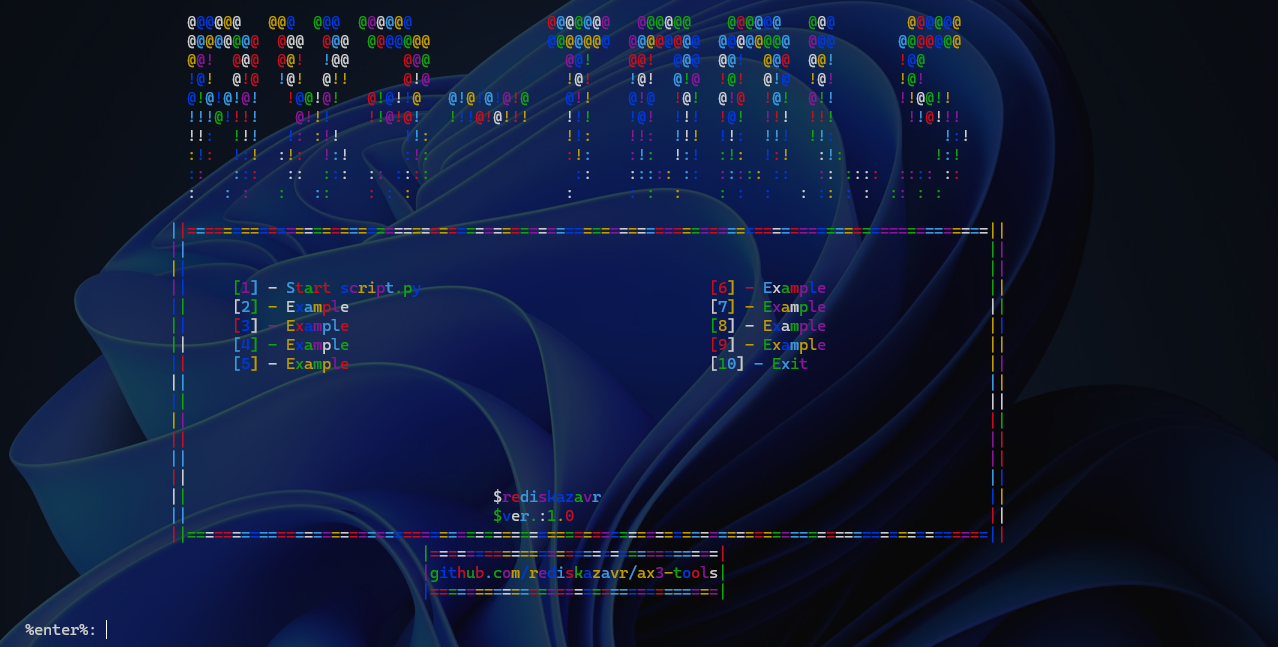 [1] - Start script.py
[2] - Example
[3] - Example
[4] - Example
[5] - Example
[6] - Example
[7] - Example
[8] - Example
[9] - Example
[10] - Exit
$rediskazavr
$ver.:1.0
github.com/rediskazavr/ax3-tools
%enter%: